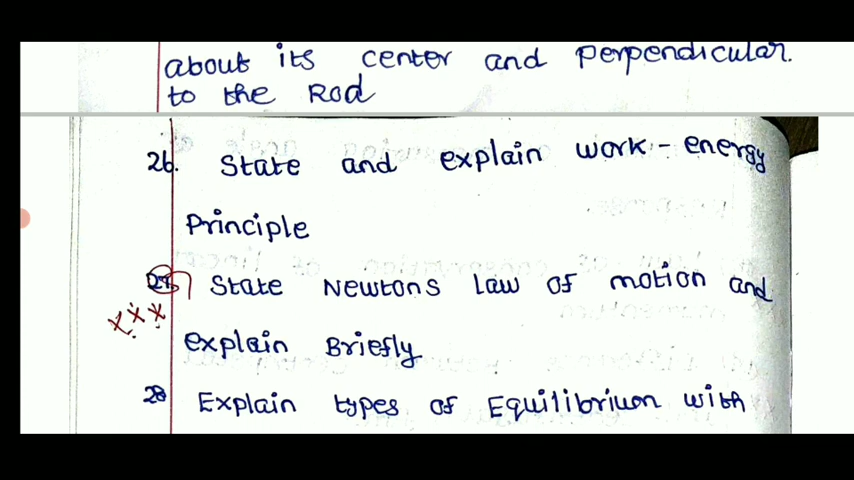 about its center and perpendicular.
to the Rod
26. State and explain work - energy
Principle
27. State Newtons Law of motion and
explain Briefly
xxx
28 Explain types of Equilibrium with